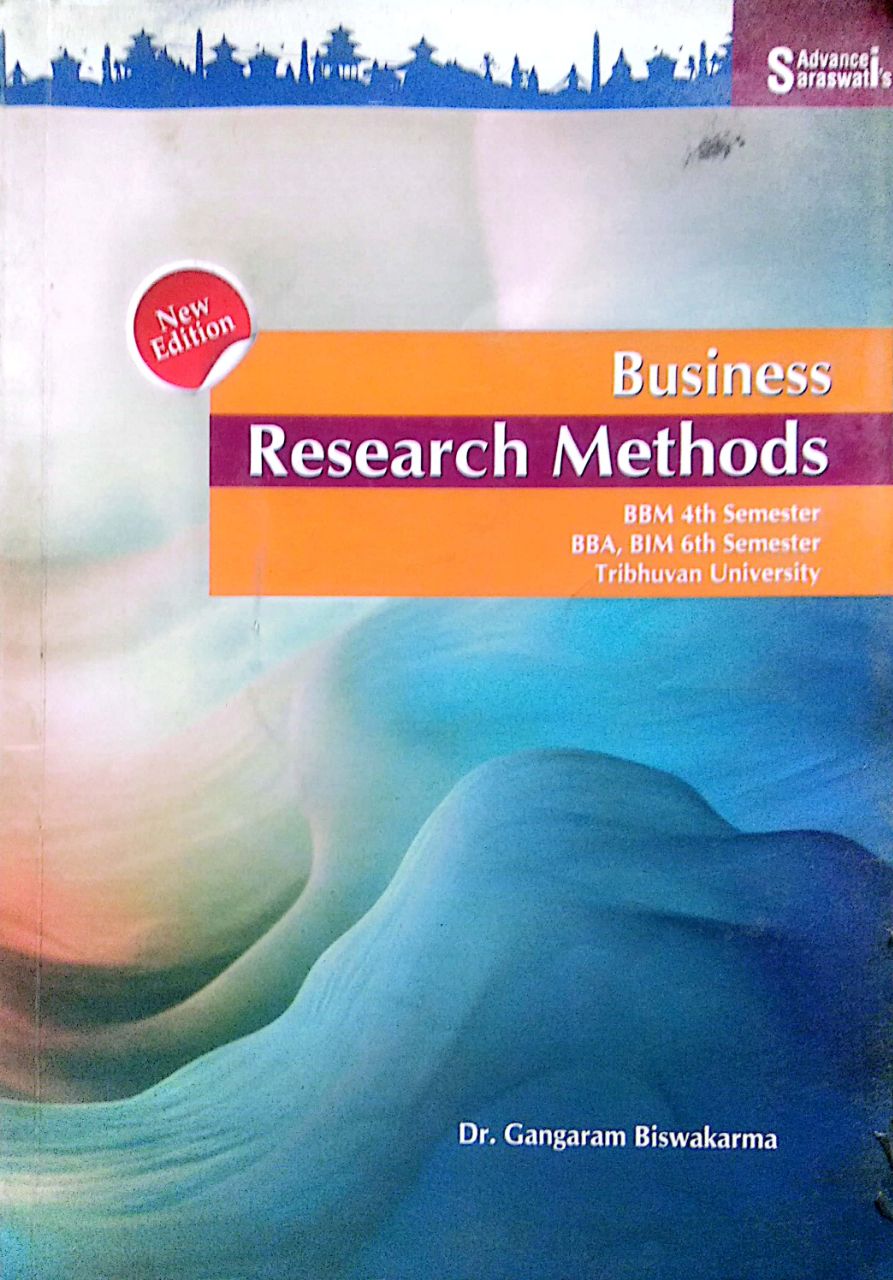 Advance
Saraswati's
New
Edition
Business
Research Methods
BBM 4th Semester
BBA, BIM 6th Semester
Tribhuvan University
Dr. Gangaram Biswakarma